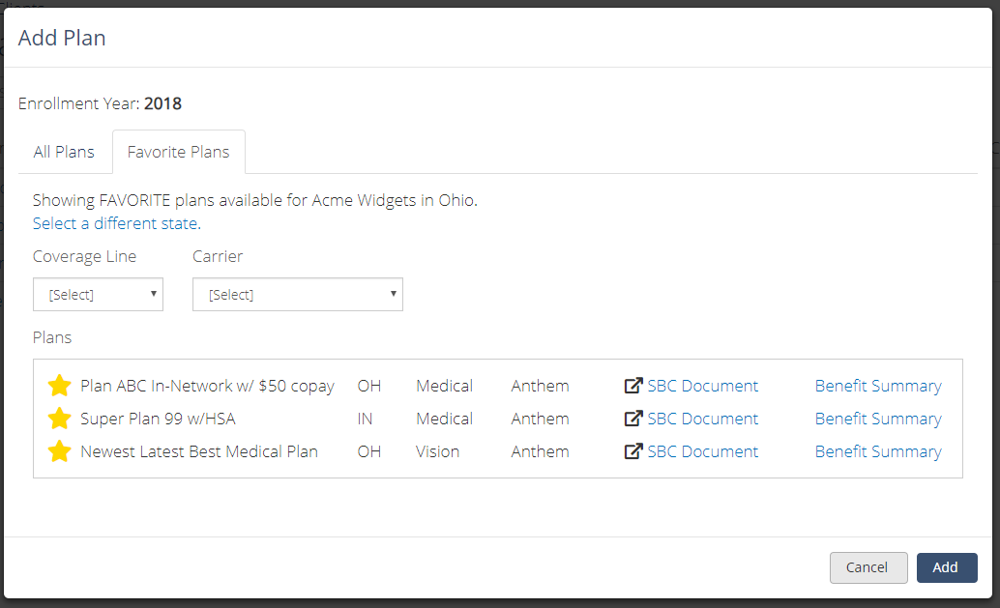 Add Plan
Enrollment Year: 2018
All Plans Favorite Plans
Showing FAVORITE plans available for Acme Widgets in Ohio.
Select a different state.
Coverage Line Carrier
[Select] [Select]
Plans
Plan ABC In-Network w/ $50 copay OH Medical Anthem SBC Document Benefit Summary
Super Plan 99 w/HSA IN Medical Anthem SBC Document Benefit Summary
Newest Latest Best Medical Plan OH Vision Anthem SBC Document Benefit Summary
Cancel Add